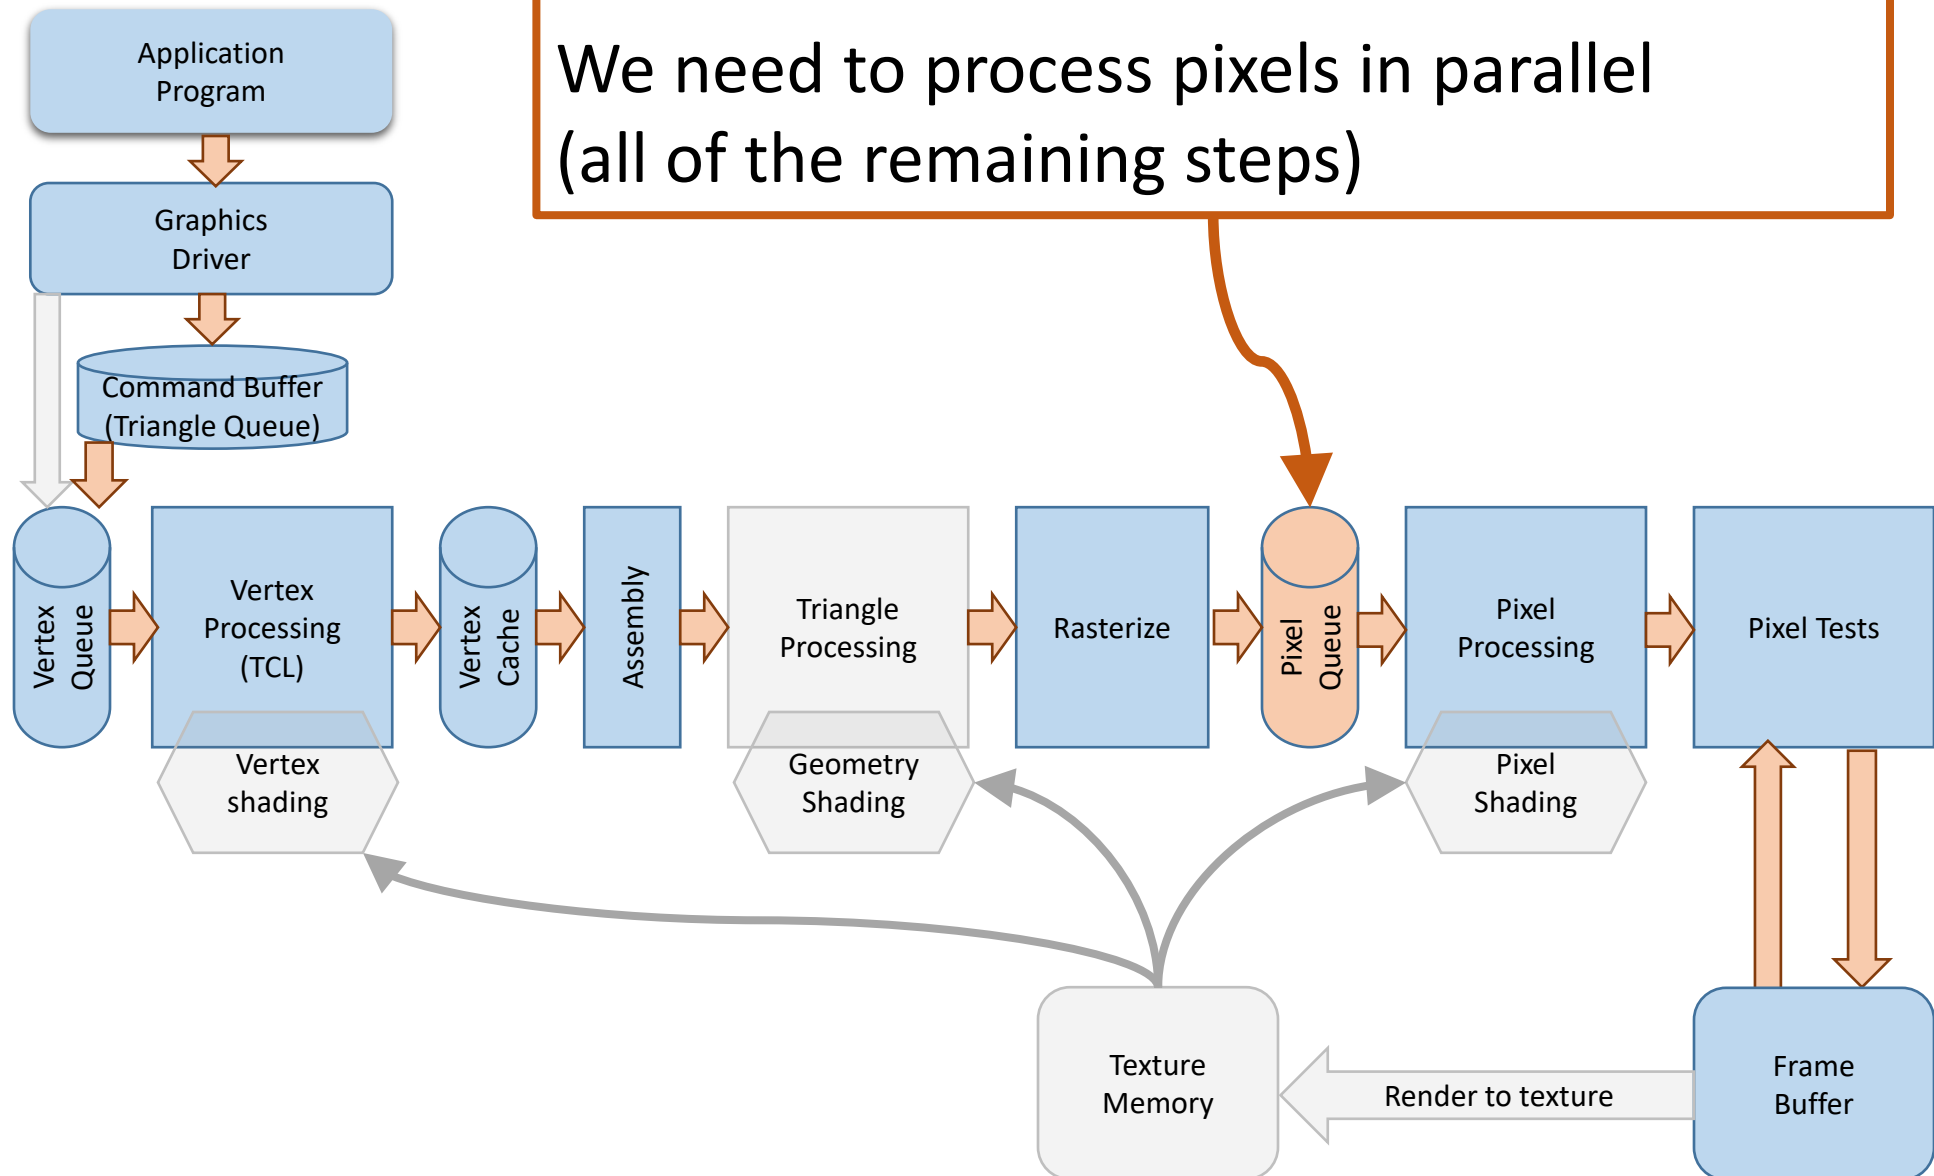 Application
Program
We need to process pixels in parallel
(all of the remaining steps)
Graphics
Driver
Command Buffer
(Triangle Queue)
Vertex
Queue
Vertex
Processing
(TCL)
Vertex
Cache
Assembly
Triangle
Processing
Rasterize
Pixel
Queue
Pixel
Processing
Pixel Tests
Vertex
shading
Geometry
Shading
Pixel
Shading
Texture
Memory
Render to texture
Frame
Buffer